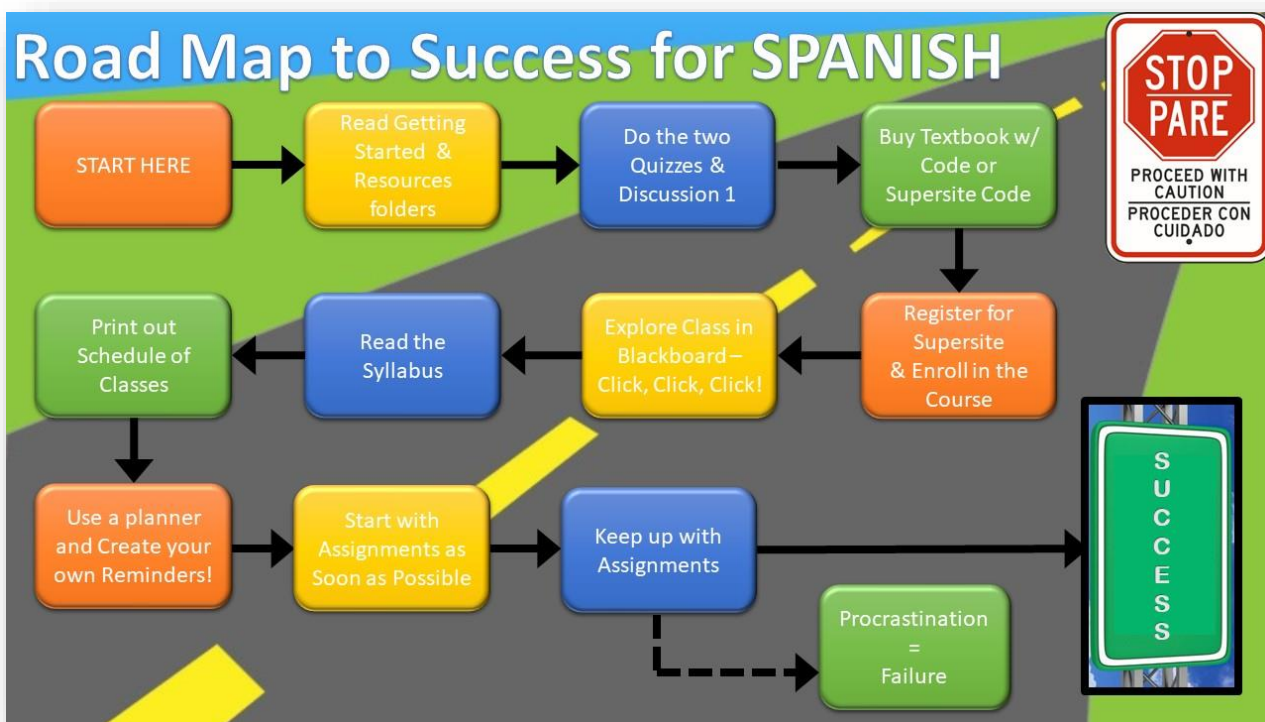 Road Map to Success for SPANISH
START HERE
Read Getting
Started &
Resources
folders
Do the two
Quizzes &
Discussion 1
Buy Textbook w/
Code or
Supersite Code
STOP
PARE
PROCEED WITH
CAUTION
PROCEDER CON
CUIDADO
Register for
Supersite
& Enroll in the
Course
Explore Class in
Blackboard –
Click, Click, Click!
Read the
Syllabus
Print out
Schedule of
Classes
Use a planner
and Create your
own Reminders!
Start with
Assignments as
Soon as Possible
Keep up with
Assignments
Procrastination
=
Failure
SUCCESS